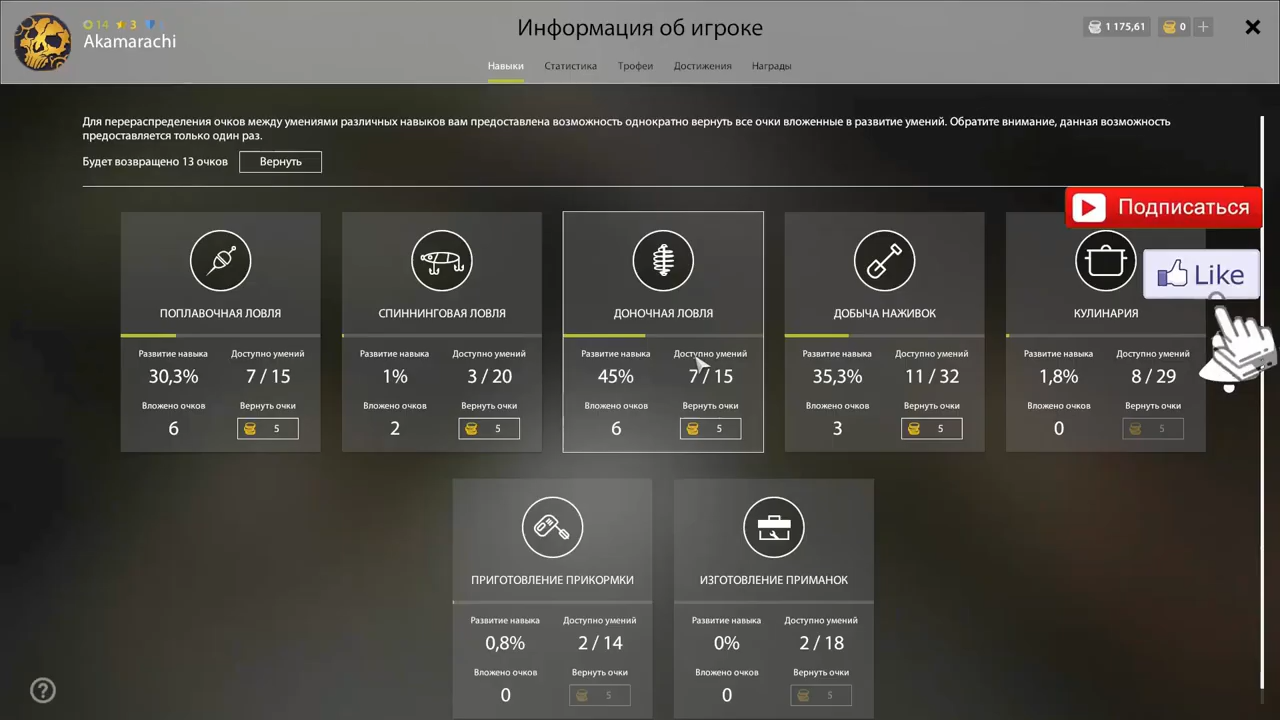 14 3
Akamarachi
Информация об игроке
1 175,61
0
Навыки
Статистика
Трофеи
Достижения
Награды
Для перераспределения очков между умениями различных навыков вам предоставлена возможность однократно вернуть все очки вложенные в развитие умений. Обратите внимание, данная возможность
предоставляется только один раз.
Будет возвращено 13 очков
Вернуть
Подписаться
Like
ПОПЛАВОЧНАЯ ЛОВЛЯ
Развитие навыка Доступно умений
30,3% 7 / 15
Вложено очков Вернуть очки
6 5
СПИННИНГОВАЯ ЛОВЛЯ
Развитие навыка Доступно умений
1% 3 / 20
Вложено очков Вернуть очки
2 5
ДОНОЧНАЯ ЛОВЛЯ
Развитие навыка Доступно умений
45% 7 / 15
Вложено очков Вернуть очки
6 5
ДОБЫЧА НАЖИВОК
Развитие навыка Доступно умений
35,3% 11 / 32
Вложено очков Вернуть очки
3 5
КУЛИНАРИЯ
Развитие навыка Доступно умений
1,8% 8 / 29
Вложено очков Вернуть очки
0 5
ПРИГОТОВЛЕНИЕ ПРИКОРМКИ
Развитие навыка Доступно умений
0,8% 2 / 14
Вложено очков Вернуть очки
0 5
ИЗГОТОВЛЕНИЕ ПРИМАНОК
Развитие навыка Доступно умений
0% 2 / 18
Вложено очков Вернуть очки
0 5
?